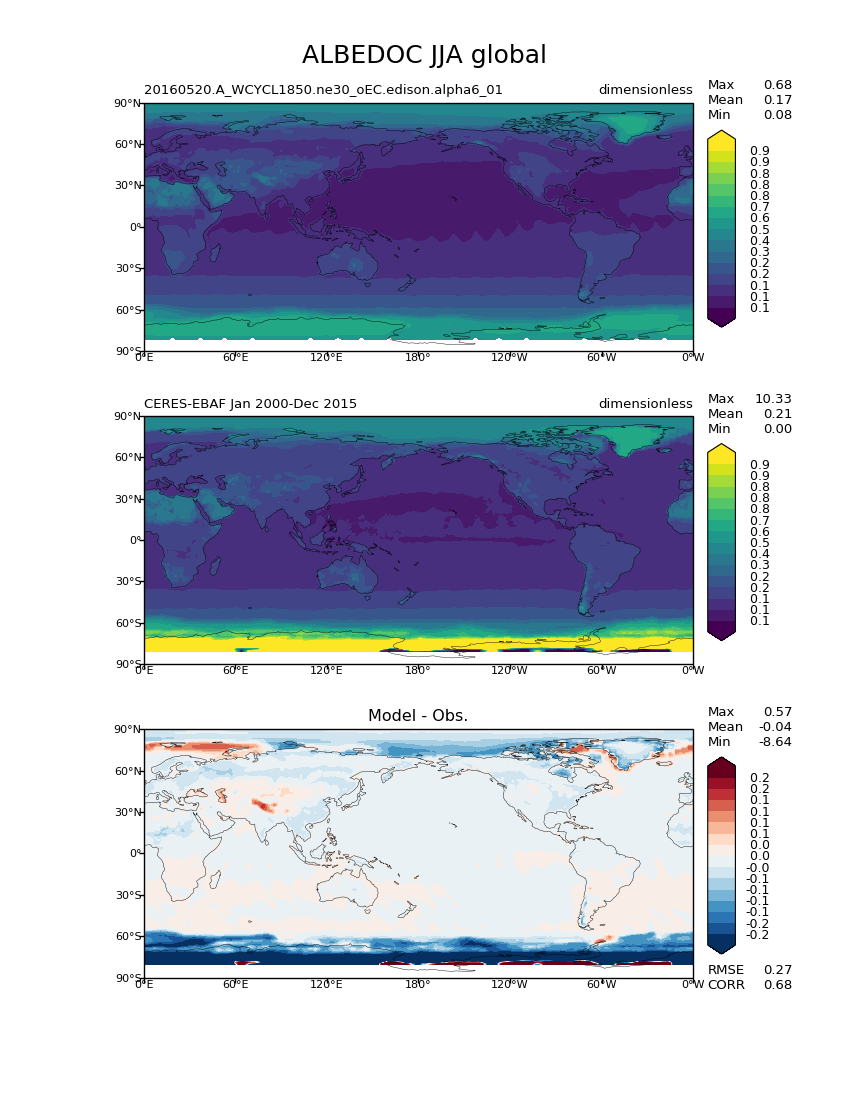 ALBEDOC JJA global
20160520.A_WCYCL1850.ne30_oEC.edison.alpha6_01 dimensionless
Max 0.68
Mean 0.17
Min 0.08
90°N
60°N
30°N
0°
30°S
60°S
90°S
0°E 60°E 120°E 180° 120°W 60°W 0°W
0.9
0.9
0.8
0.8
0.8
0.7
0.6
0.5
0.4
0.3
0.2
0.2
0.1
0.1
0.1
CERES-EBAF Jan 2000-Dec 2015 dimensionless
Max 10.33
Mean 0.21
Min 0.00
90°N
60°N
30°N
0°
30°S
60°S
90°S
0°E 60°E 120°E 180° 120°W 60°W 0°W
0.9
0.9
0.8
0.8
0.8
0.7
0.6
0.5
0.4
0.3
0.2
0.2
0.1
0.1
0.1
Model - Obs.
Max 0.57
Mean -0.04
Min -8.64
90°N
60°N
30°N
0°
30°S
60°S
90°S
0°E 60°E 120°E 180° 120°W 60°W 0°W
0.2
0.2
0.1
0.1
0.1
0.1
0.0
0.0
-0.0
-0.1
-0.1
-0.1
-0.1
-0.2
-0.2
RMSE 0.27
CORR 0.68